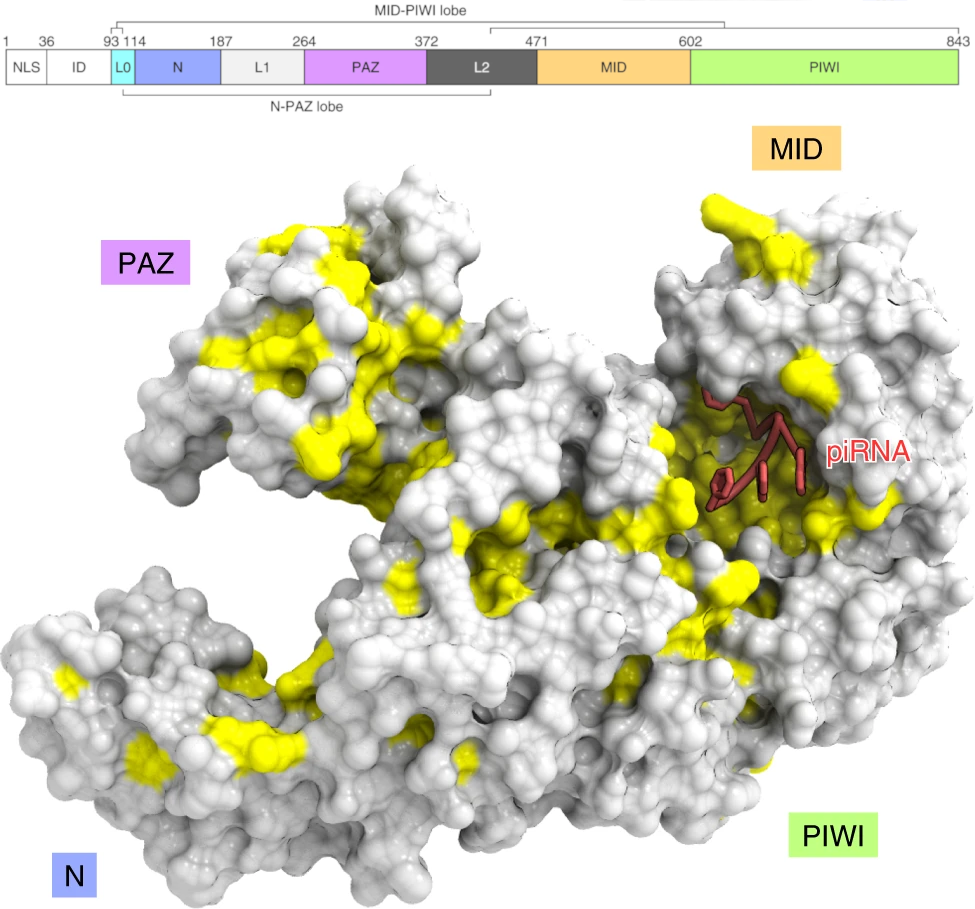 MID-PIWI lobe
1 36 93 114 187 264 372 471 602 843
NLS ID L0 N L1 PAZ L2 MID PIWI
N-PAZ lobe
MID
PAZ
piRNA
PIWI
N